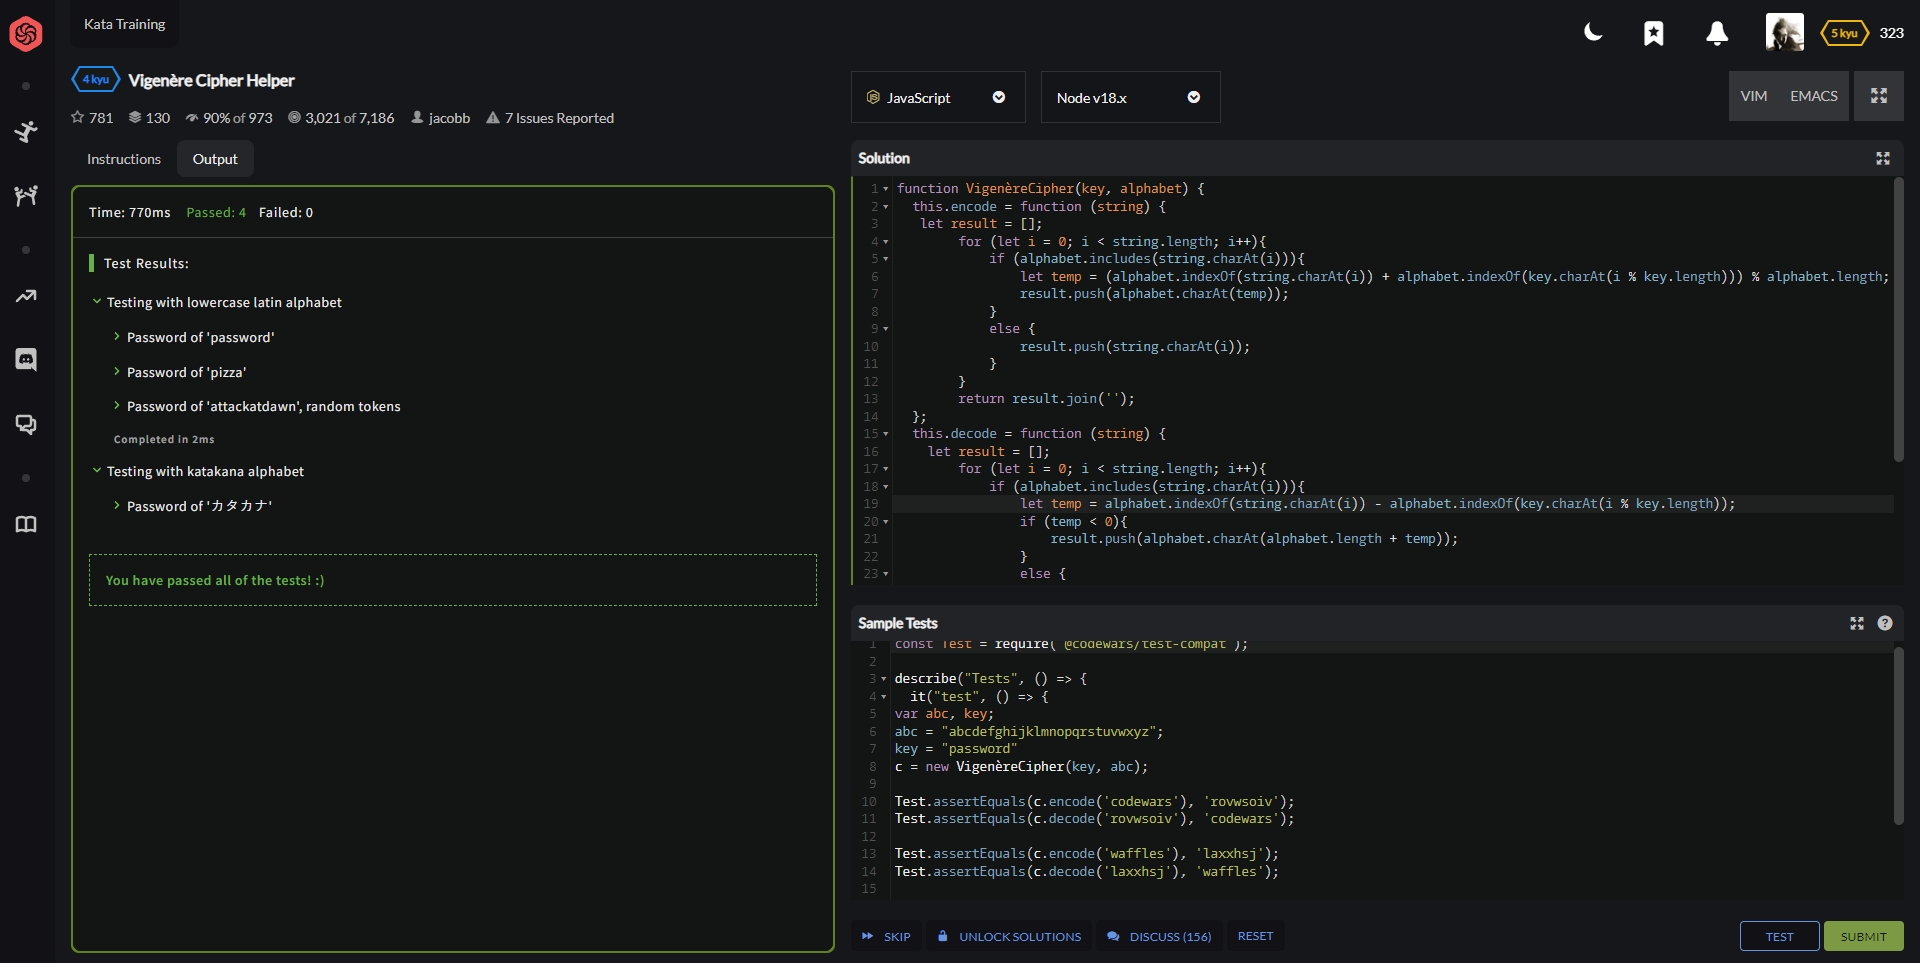 Kata Training
5 kyu 323
4 kyu Vigenère Cipher Helper
781 130 90% of 973 3,021 of 7,186 jacobb 7 Issues Reported
Instructions Output
Time: 770ms Passed: 4 Failed: 0
Test Results:
Testing with lowercase latin alphabet
Password of 'password'
Password of 'pizza'
Password of 'attackatdawn', random tokens
Completed in 2ms
Testing with katakana alphabet
Password of 'カタカナ'
You have passed all of the tests! :)
JavaScript Node v18.x VIM EMACS
Solution
1 function VigenèreCipher(key, alphabet) {
2 this.encode = function (string) {
3 let result = [];
4 for (let i = 0; i < string.length; i++){
5 if (alphabet.includes(string.charAt(i))){
6 let temp = (alphabet.indexOf(string.charAt(i)) + alphabet.indexOf(key.charAt(i % key.length))) % alphabet.length;
7 result.push(alphabet.charAt(temp));
8 }
9 else {
10 result.push(string.charAt(i));
11 }
12 }
13 return result.join('');
14 };
15 this.decode = function (string) {
16 let result = [];
17 for (let i = 0; i < string.length; i++){
18 if (alphabet.includes(string.charAt(i))){
19 let temp = alphabet.indexOf(string.charAt(i)) - alphabet.indexOf(key.charAt(i % key.length));
20 if (temp < 0){
21 result.push(alphabet.charAt(alphabet.length + temp));
22 }
23 else {
Sample Tests
1 const Test = require('@codewars/test-compat');
2
3 describe("Tests", () => {
4 it("test", () => {
5 var abc, key;
6 abc = "abcdefghijklmnopqrstuvwxyz";
7 key = "password"
8 c = new VigenèreCipher(key, abc);
9
10 Test.assertEquals(c.encode('codewars'), 'rovwsoiv');
11 Test.assertEquals(c.decode('rovwsoiv'), 'codewars');
12
13 Test.assertEquals(c.encode('waffles'), 'laxxhsj');
14 Test.assertEquals(c.decode('laxxhsj'), 'waffles');
15
SKIP UNLOCK SOLUTIONS DISCUSS (156) RESET TEST SUBMIT